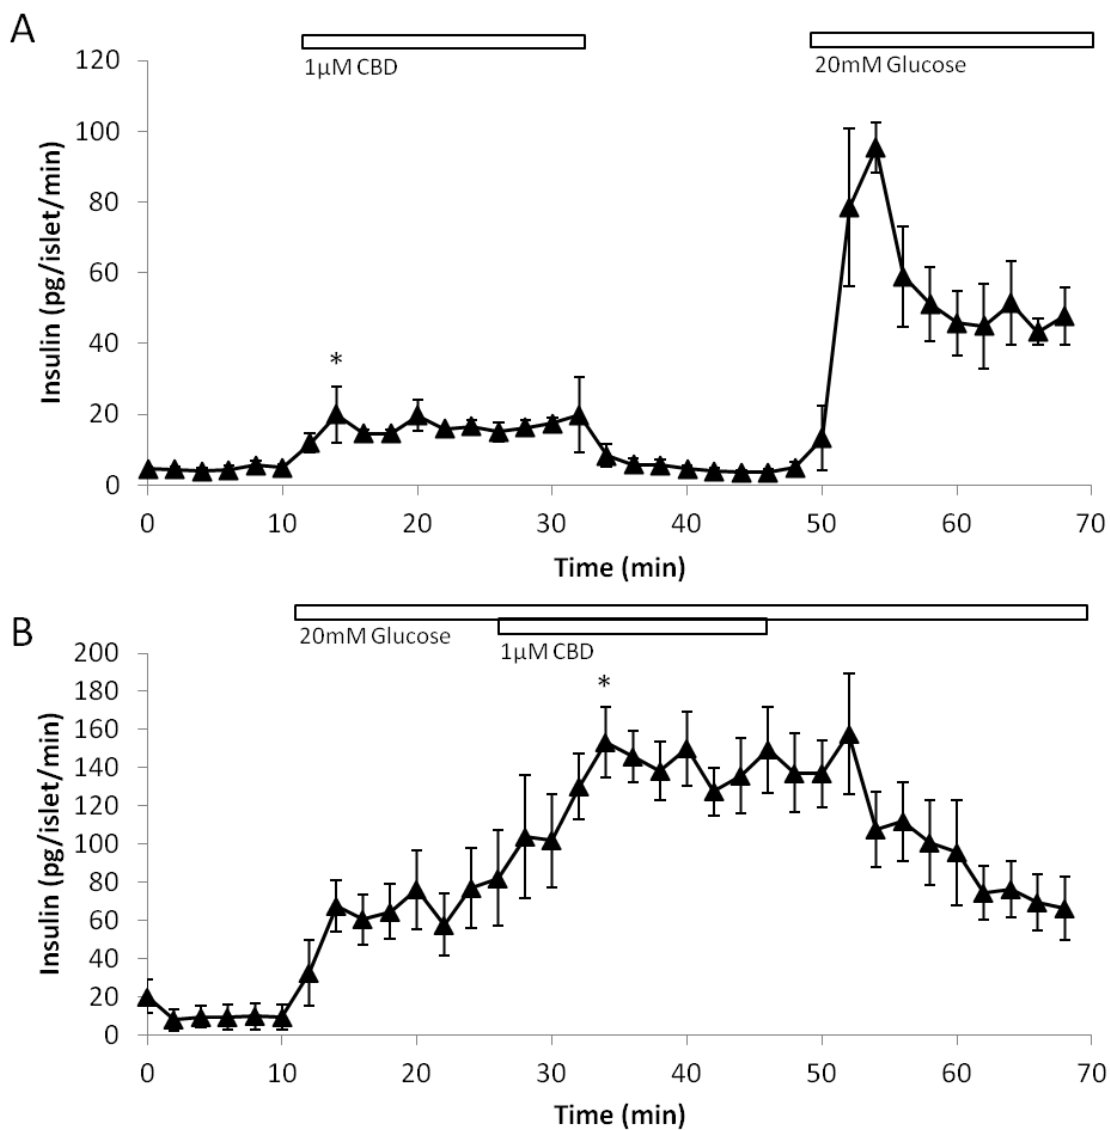 A
1µM CBD
20mM Glucose
120
100
80
60
40
20
0
*
Insulin (pg/islet/min)
0 10 20 30 40 50 60 70
Time (min)
B
20mM Glucose
1µM CBD
200
180
160
140
120
100
80
60
40
20
0
*
Insulin (pg/islet/min)
0 10 20 30 40 50 60 70
Time (min)